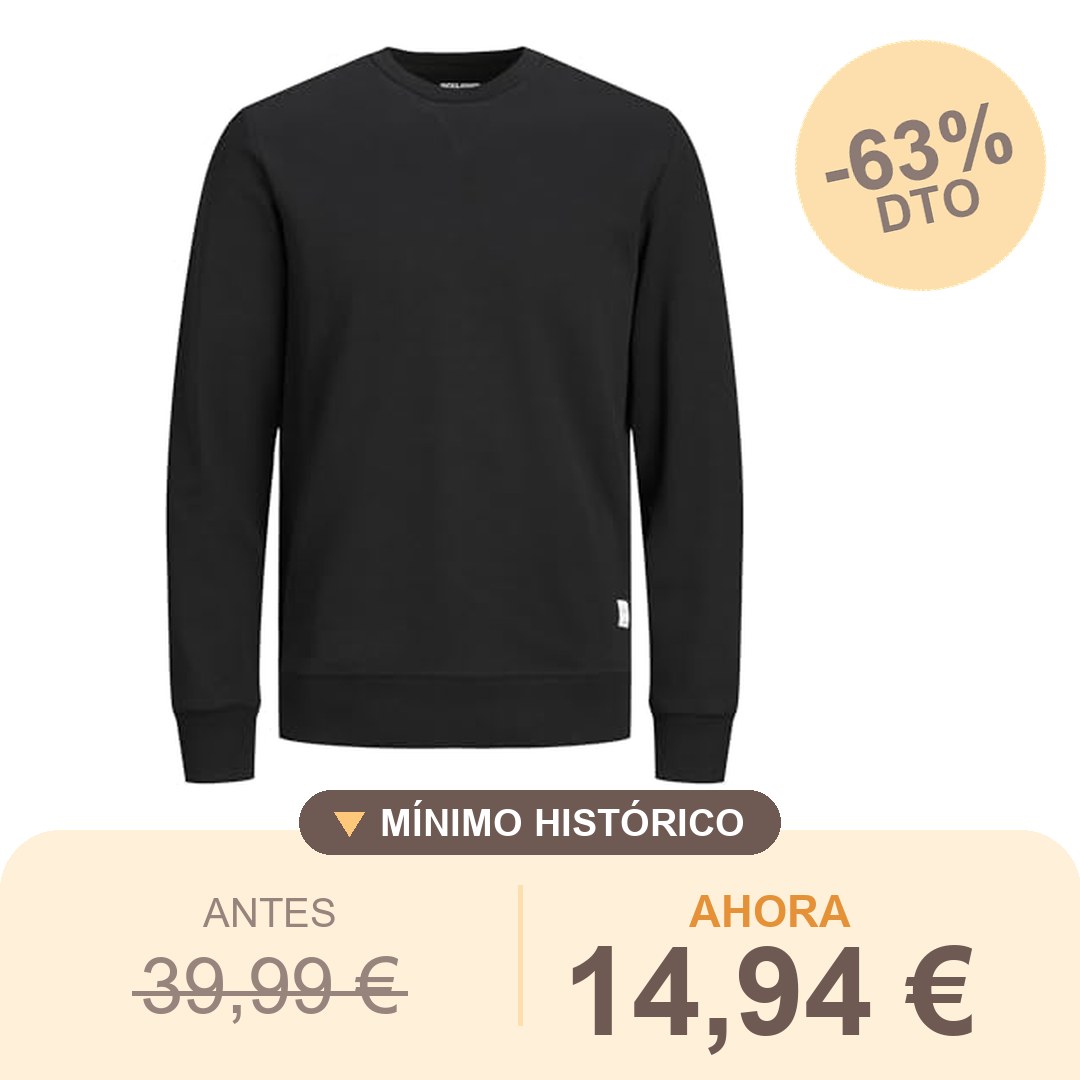 -63%
DTO
MÍNIMO HISTÓRICO
ANTES
39,99 €
AHORA
14,94 €